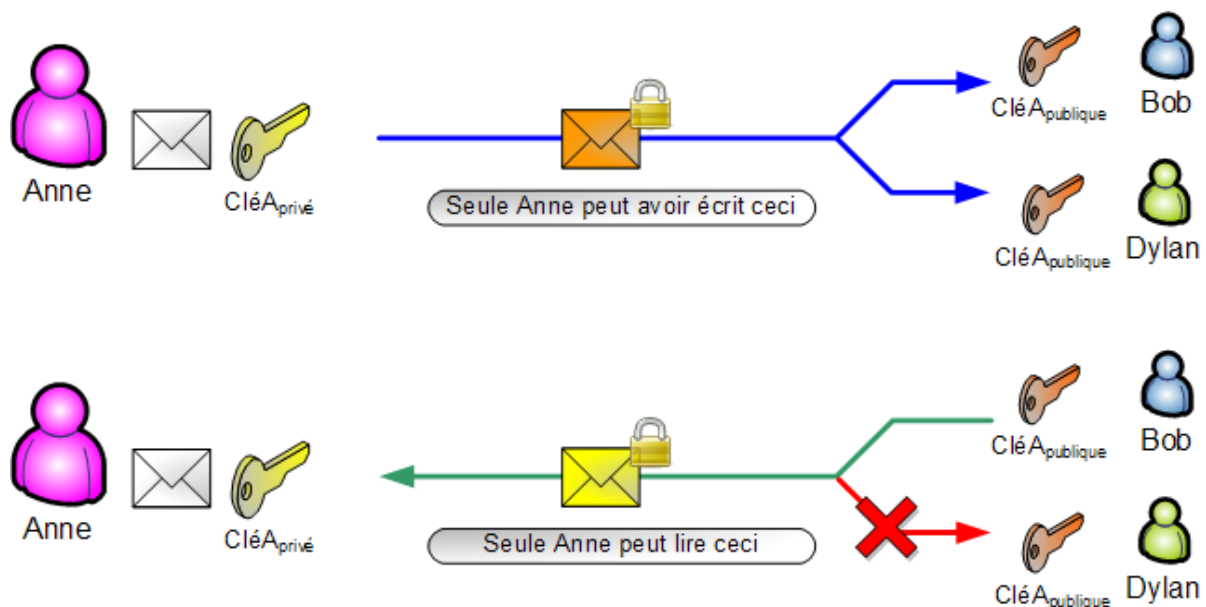 Anne
CléAprivé
Seule Anne peut avoir écrit ceci
CléApublique
Bob
CléApublique
Dylan
Anne
CléAprivé
Seule Anne peut lire ceci
CléApublique
Bob
CléApublique
Dylan